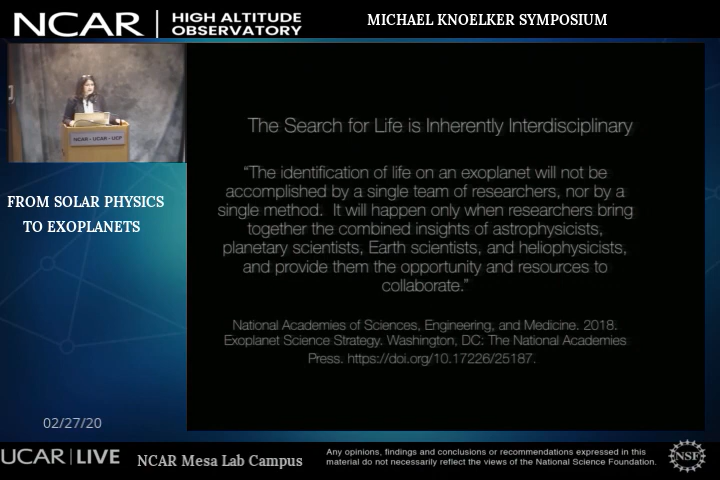 NCAR | HIGH ALTITUDE
OBSERVATORY
MICHAEL KNOELKER SYMPOSIUM
NCAR • UCAR • UCP
FROM SOLAR PHYSICS
TO EXOPLANETS
The Search for Life is Inherently Interdisciplinary
“The identification of life on an exoplanet will not be
accomplished by a single team of researchers, nor by a
single method. It will happen only when researchers bring
together the combined insights of astrophysicists,
planetary scientists, Earth scientists, and heliophysicists,
and provide them the opportunity and resources to
collaborate.”
National Academies of Sciences, Engineering, and Medicine. 2018.
Exoplanet Science Strategy. Washington, DC: The National Academies
Press. https://doi.org/10.17226/25187.
02/27/20
UCAR | LIVE
NCAR Mesa Lab Campus
Any opinions, findings and conclusions or recommendations expressed in this
material do not necessarily reflect the views of the National Science Foundation.
NSF